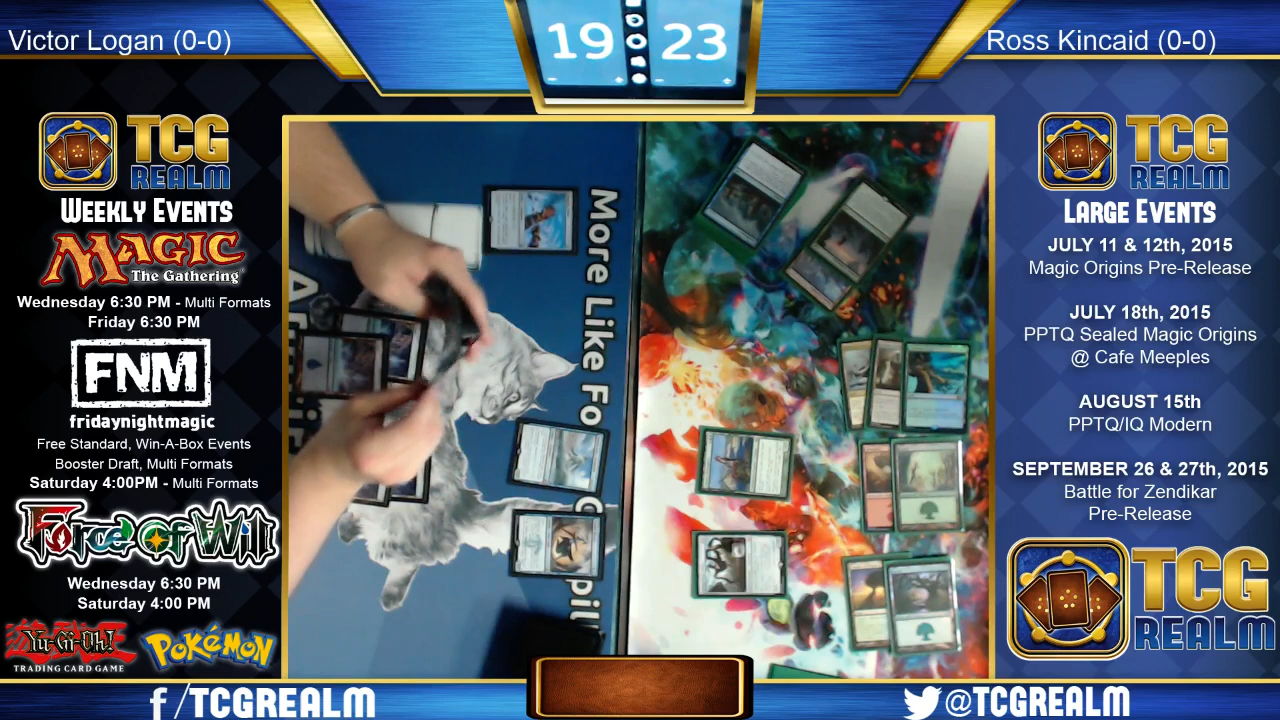 Victor Logan (0-0)
19 23
Ross Kincaid (0-0)
TCG
REALM
WEEKLY EVENTS
MAGIC
The Gathering
Wednesday 6:30 PM - Multi Formats
Friday 6:30 PM
FNM
fridaynightmagic
Free Standard, Win-A-Box Events
Booster Draft, Multi Formats
Saturday 4:00PM - Multi Formats
Force of Will
Wednesday 6:30 PM
Saturday 4:00 PM
Yu-Gi-Oh!
TRADING CARD GAME
POKéMON
More Like Fo
TCG
REALM
LARGE EVENTS
JULY 11 & 12th, 2015
Magic Origins Pre-Release
JULY 18th, 2015
PPTQ Sealed Magic Origins
@ Cafe Meeples
AUGUST 15th
PPTQ/IQ Modern
SEPTEMBER 26 & 27th, 2015
Battle for Zendikar
Pre-Release
TCG
REALM
f /TCGREALM
@TCGREALM